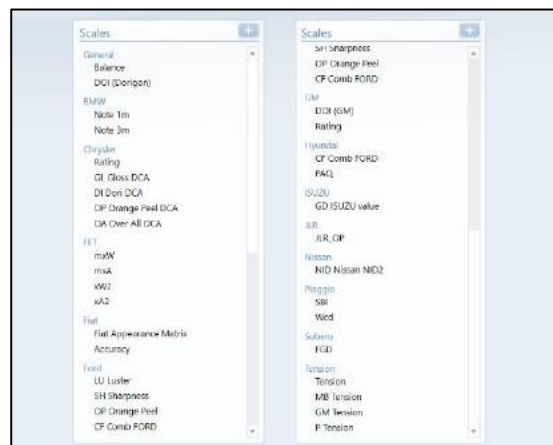 Scales
General
Balance
DOI (Dorigon)
BMW
Note 1m
Note 3m
Chrysler
Rating
GL Gloss DCA
DI Dori DCA
OP Orange Peel DCA
OA Over All DCA
EFT
mxW
mxA
xW2
xA2
Fiat
Fiat Appearance Matrix
Accuracy
Ford
LU Luster
SH Sharpness
OP Orange Peel
CF Comb FORD
Scales
SH Sharpness
OP Orange Peel
CF Comb FORD
GM
DOI (GM)
Rating
Hyundai
CF Comb FORD
PAQ
ISUZU
GD ISUZU value
JLR
JLR_OP
Nissan
NID Nissan NID2
Piaggio
SBI
Wcd
Subaru
FGD
Tension
Tension
MB Tension
GM Tension
P Tension